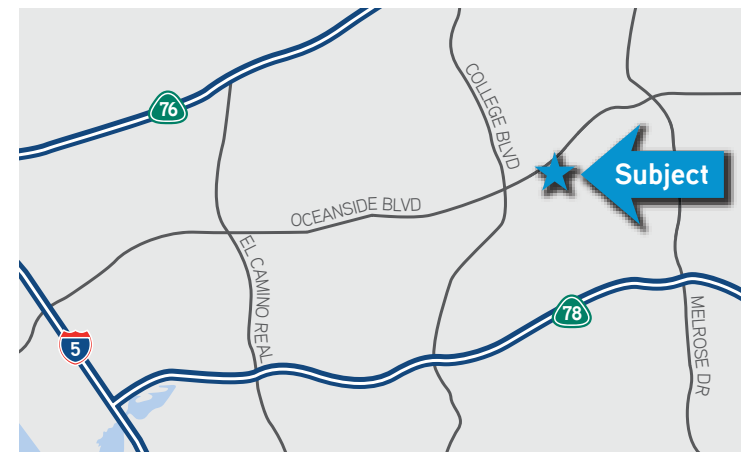 76
COLLEGE BLVD
Subject
OCEANSIDE BLVD
EL CAMINO REAL
78
MELROSE DR
5